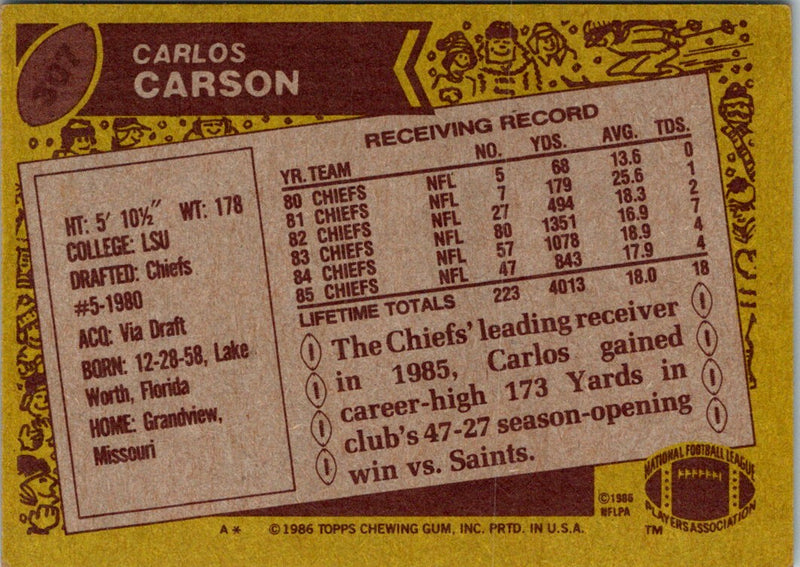 307
CARLOS
CARSON
HT: 5' 10½" WT: 178
COLLEGE: LSU
DRAFTED: Chiefs
#5-1980
ACQ: Via Draft
BORN: 12-28-58, Lake
Worth, Florida
HOME: Grandview,
Missouri
RECEIVING RECORD
YR. TEAM NO. YDS. AVG. TDS.
80 CHIEFS NFL 5 68 13.6 0
81 CHIEFS NFL 7 179 25.6 1
82 CHIEFS NFL 27 494 18.3 2
83 CHIEFS NFL 80 1351 16.9 7
84 CHIEFS NFL 57 1078 18.9 4
85 CHIEFS NFL 47 843 17.9 4
LIFETIME TOTALS 223 4013 18.0 18
The Chiefs' leading receiver
in 1985, Carlos gained
career-high 173 Yards in
club's 47-27 season-opening
win vs. Saints.
©1986
NFLPA
NATIONAL FOOTBALL LEAGUE
PLAYERS ASSOCIATION
TM
A* ©1986 TOPPS CHEWING GUM, INC. PRTD. IN U.S.A.